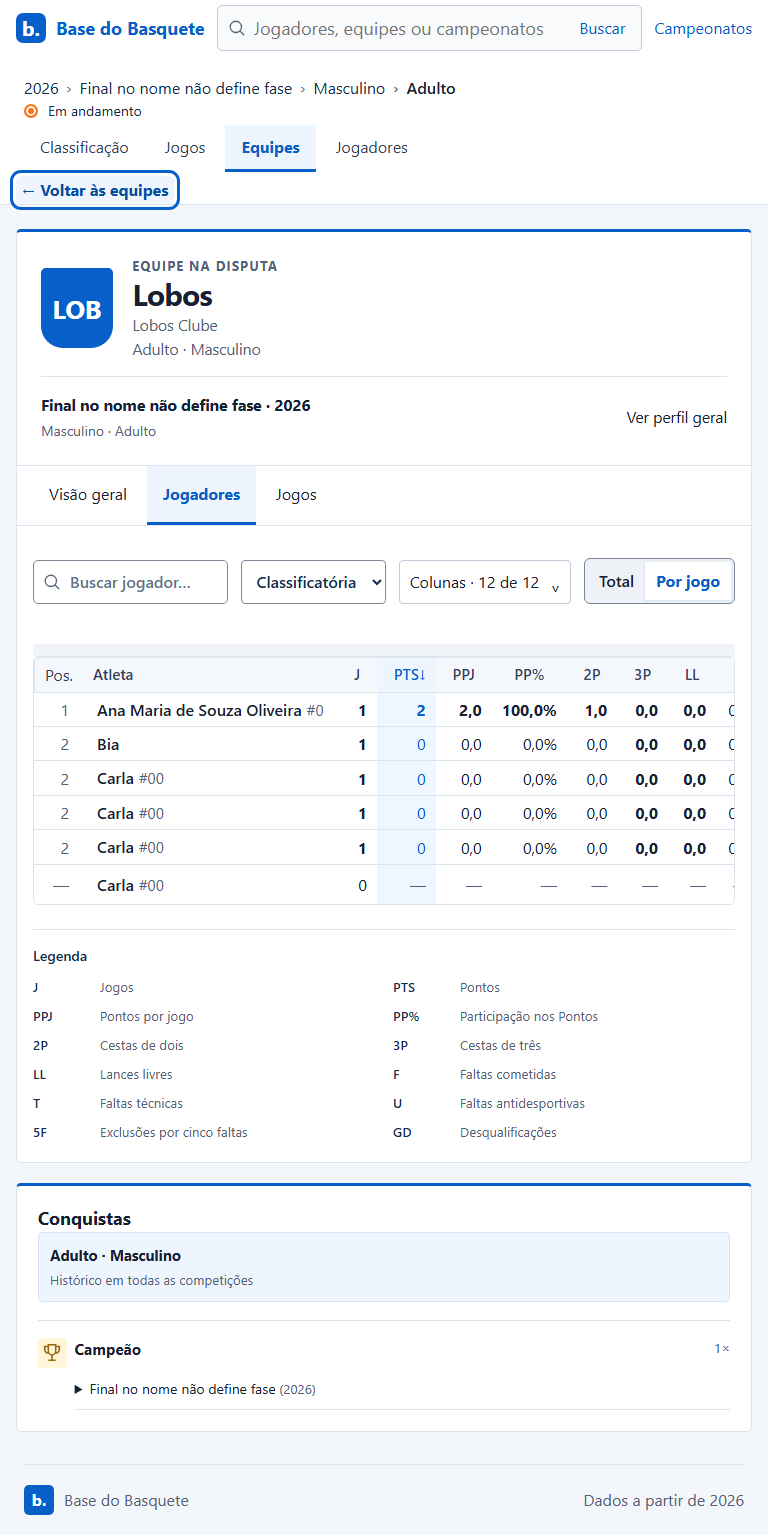 b. Base do Basquete Jogadores, equipes ou campeonatos Buscar Campeonatos
2026 › Final no nome não define fase › Masculino › Adulto
Em andamento
Classificação Jogos Equipes Jogadores
← Voltar às equipes
LOB
EQUIPE NA DISPUTA
Lobos
Lobos Clube
Adulto · Masculino
Final no nome não define fase · 2026
Masculino · Adulto
Ver perfil geral
Visão geral Jogadores Jogos
Buscar jogador... Classificatória Colunas · 12 de 12 v Total Por jogo
Pos. Atleta J PTS↓ PPJ PP% 2P 3P LL
1 Ana Maria de Souza Oliveira #0 1 2 2,0 100,0% 1,0 0,0 0,0
2 Bia 1 0 0,0 0,0% 0,0 0,0 0,0
2 Carla #00 1 0 0,0 0,0% 0,0 0,0 0,0
2 Carla #00 1 0 0,0 0,0% 0,0 0,0 0,0
2 Carla #00 1 0 0,0 0,0% 0,0 0,0 0,0
— Carla #00 0 — — — — — —
Legenda
J Jogos PTS Pontos
PPJ Pontos por jogo PP% Participação nos Pontos
2P Cestas de dois 3P Cestas de três
LL Lances livres F Faltas cometidas
T Faltas técnicas U Faltas antidesportivas
5F Exclusões por cinco faltas GD Desqualificações
Conquistas
Adulto · Masculino
Histórico em todas as competições
Campeão 1×
Final no nome não define fase (2026)
b. Base do Basquete Dados a partir de 2026